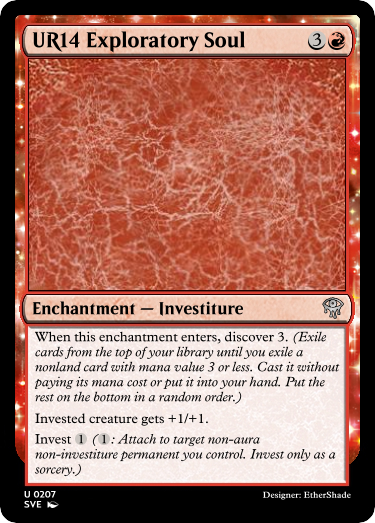 UR14 Exploratory Soul 3
Enchantment — Investiture
When this enchantment enters, discover 3. (Exile
cards from the top of your library until you exile a
nonland card with mana value 3 or less. Cast it without
paying its mana cost or put it into your hand. Put the
rest on the bottom in a random order.)
Invested creature gets +1/+1.
Invest 1 (1: Attach to target non-aura
non-investiture permanent you control. Invest only as a
sorcery.)
U 0207
SVE
Designer: EtherShade